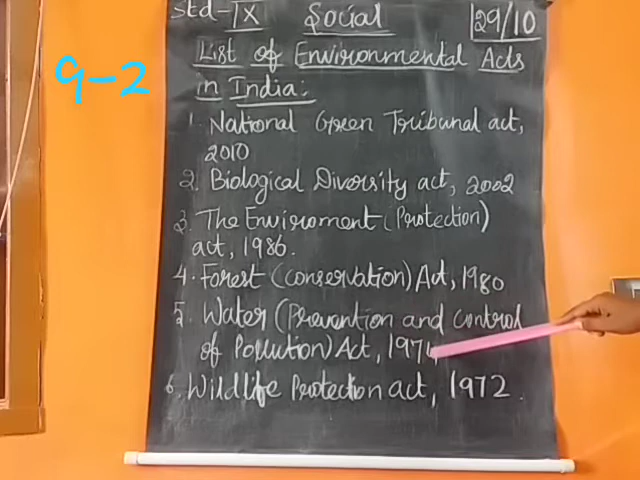 std-IX Social 29/10
9-2
List of Environmental Acts
in India:
1. National Green Tribunal act,
2010
2. Biological Diversity act, 2002
3. The Enviroment (Protection)
act, 1986.
4. Forest (conservation) Act, 1980
5. Water (Prevention and control
of Pollution) Act, 1974
6. Wildlife Protection act, 1972.